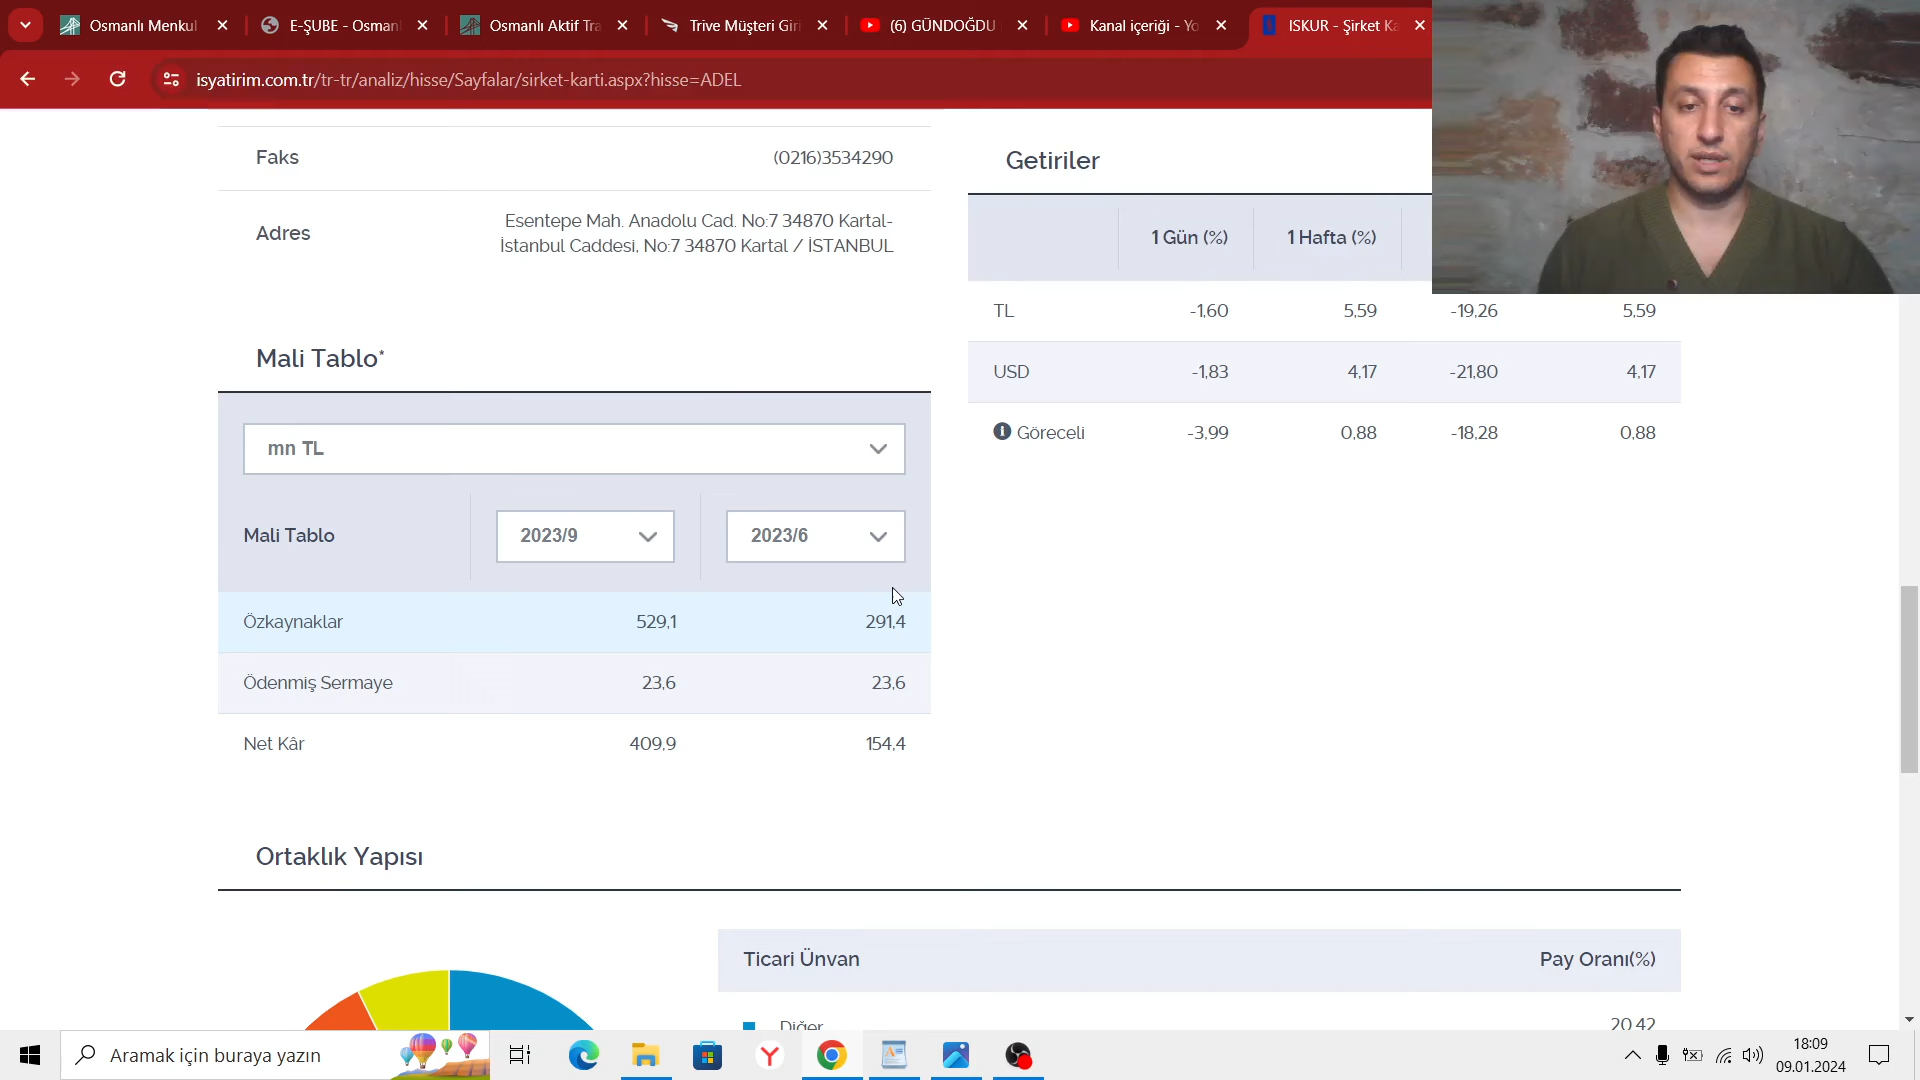 Osmanlı Menkul
E-ŞUBE - Osmanl
Osmanlı Aktif Tra
Trive Müşteri Giri
(6) GÜNDOĞDU
Kanal içeriği - Yo
ISKUR - Şirket Ka
isyatirim.com.tr/tr-tr/analiz/hisse/Sayfalar/sirket-karti.aspx?hisse=ADEL
Faks (0216)3534290
Adres Esentepe Mah. Anadolu Cad. No:7 34870 Kartal-
İstanbul Caddesi, No:7 34870 Kartal / İSTANBUL
Mali Tablo*
mn TL
Mali Tablo 2023/9 2023/6
Özkaynaklar 529,1 291,4
Ödenmiş Sermaye 23,6 23,6
Net Kâr 409,9 154,4
Getiriler
1 Gün (%) 1 Hafta (%)
TL -1,60 5,59 -19,26 5,59
USD -1,83 4,17 -21,80 4,17
Göreceli -3,99 0,88 -18,28 0,88
Ortaklık Yapısı
Ticari Ünvan Pay Oranı(%)
Diğer 20,42
Aramak için buraya yazın
18:09
09.01.2024